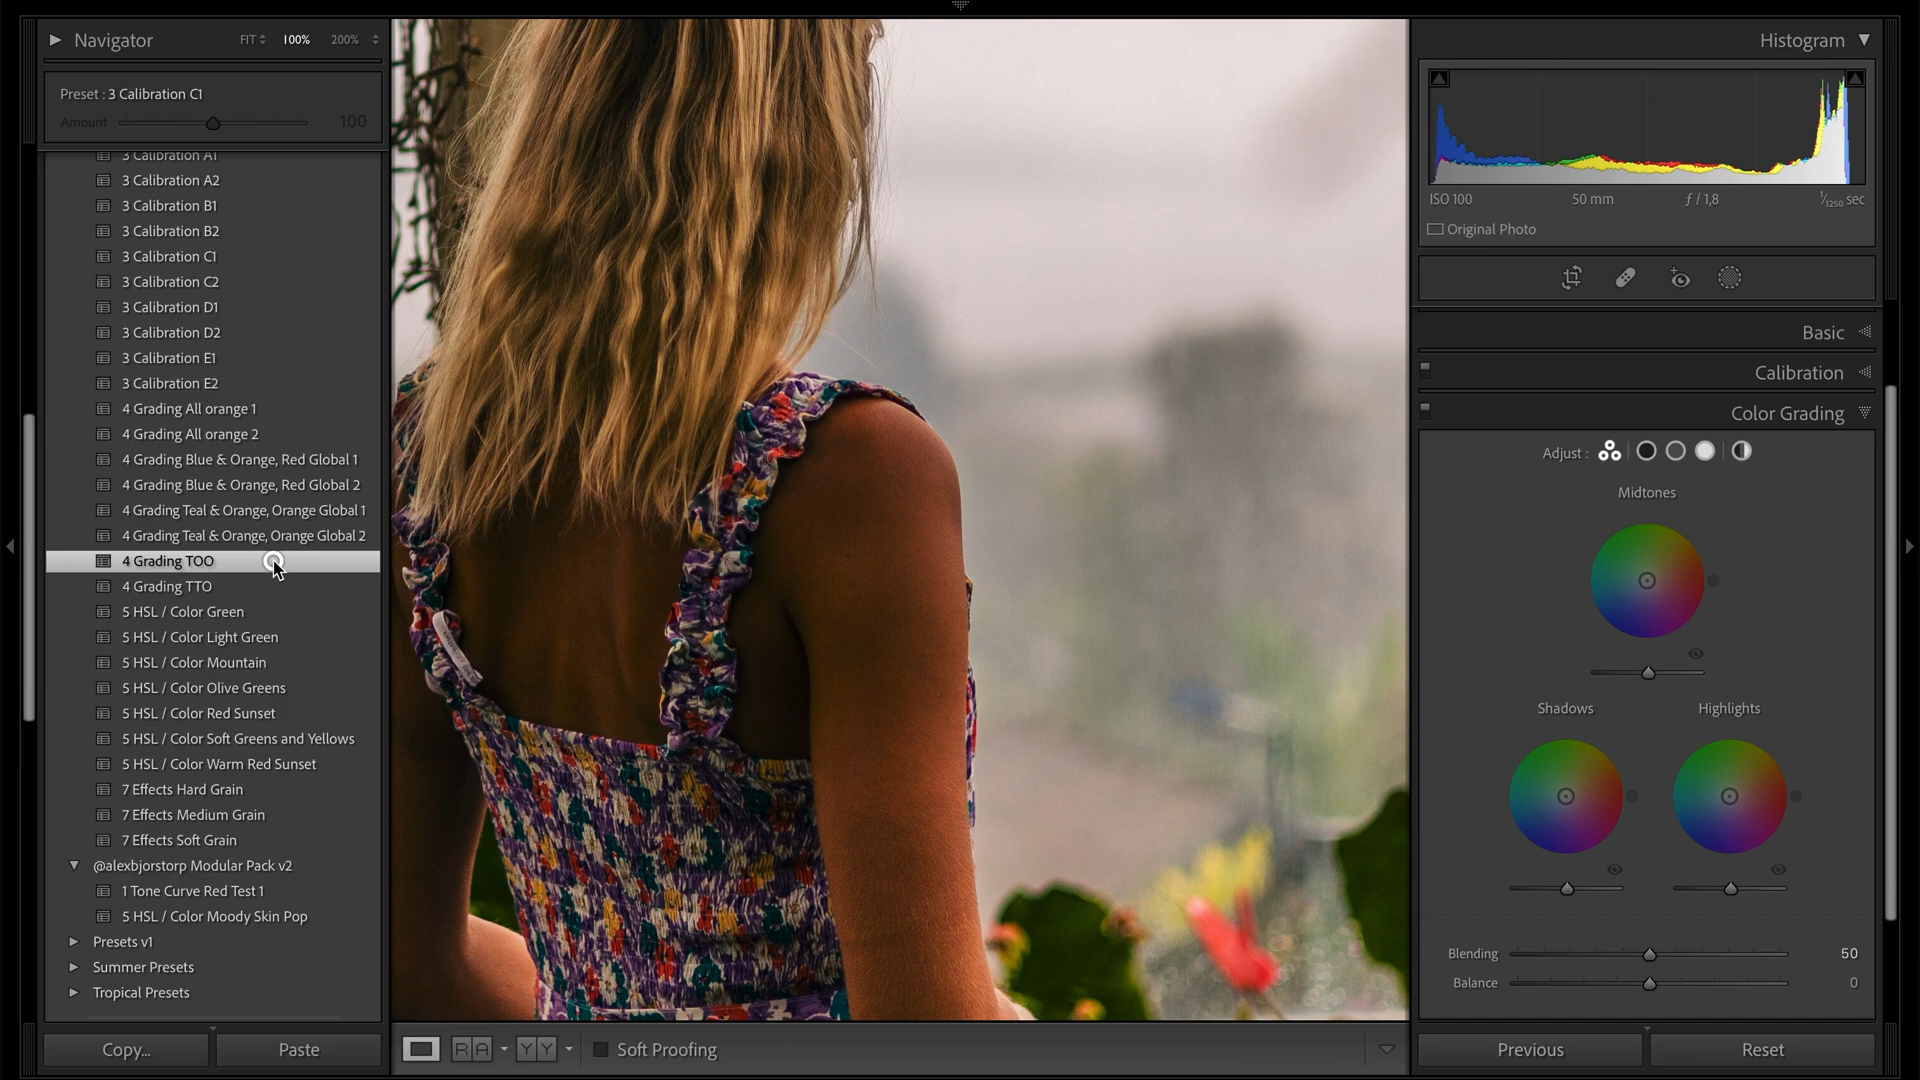 Navigator FIT 100% 200%
Preset : 3 Calibration C1
Amount 100
3 Calibration A1
3 Calibration A2
3 Calibration B1
3 Calibration B2
3 Calibration C1
3 Calibration C2
3 Calibration D1
3 Calibration D2
3 Calibration E1
3 Calibration E2
4 Grading All orange 1
4 Grading All orange 2
4 Grading Blue & Orange, Red Global 1
4 Grading Blue & Orange, Red Global 2
4 Grading Teal & Orange, Orange Global 1
4 Grading Teal & Orange, Orange Global 2
4 Grading TOO
4 Grading TTO
5 HSL / Color Green
5 HSL / Color Light Green
5 HSL / Color Mountain
5 HSL / Color Olive Greens
5 HSL / Color Red Sunset
5 HSL / Color Soft Greens and Yellows
5 HSL / Color Warm Red Sunset
7 Effects Hard Grain
7 Effects Medium Grain
7 Effects Soft Grain
@alexbjorstorp Modular Pack v2
1 Tone Curve Red Test 1
5 HSL / Color Moody Skin Pop
Presets v1
Summer Presets
Tropical Presets
Copy... Paste
R A Y Y Soft Proofing
Histogram
ISO 100 50 mm ƒ / 1,8 1/1250 sec
Original Photo
Basic
Calibration
Color Grading
Adjust :
Midtones
Shadows Highlights
Blending 50
Balance 0
Previous Reset